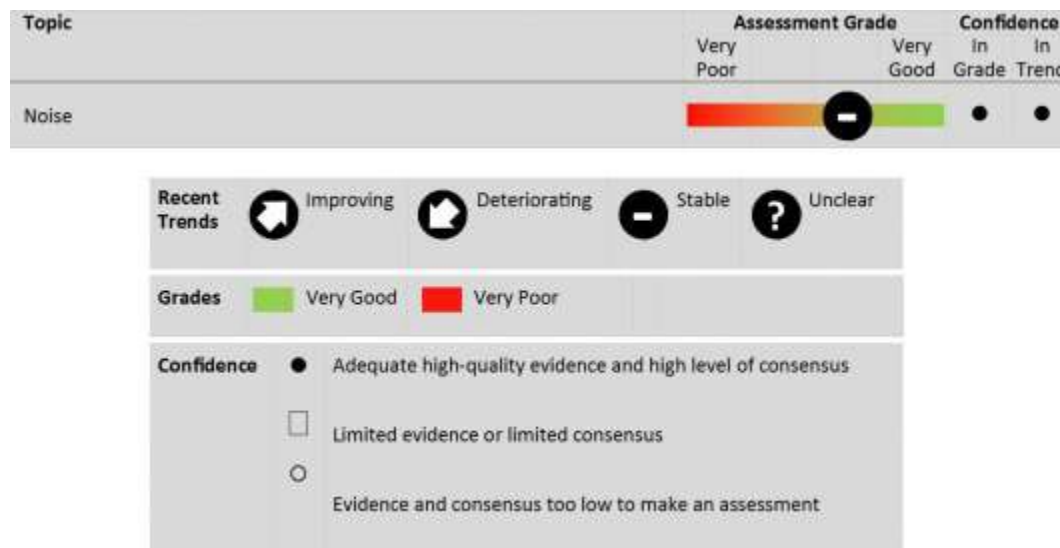 Topic Assessment Grade Confidence
Very Very In In
Poor Good Grade Trend
Noise
Recent Improving Deteriorating Stable ? Unclear
Trends
Grades Very Good Very Poor
Confidence Adequate high-quality evidence and high level of consensus
Limited evidence or limited consensus
Evidence and consensus too low to make an assessment